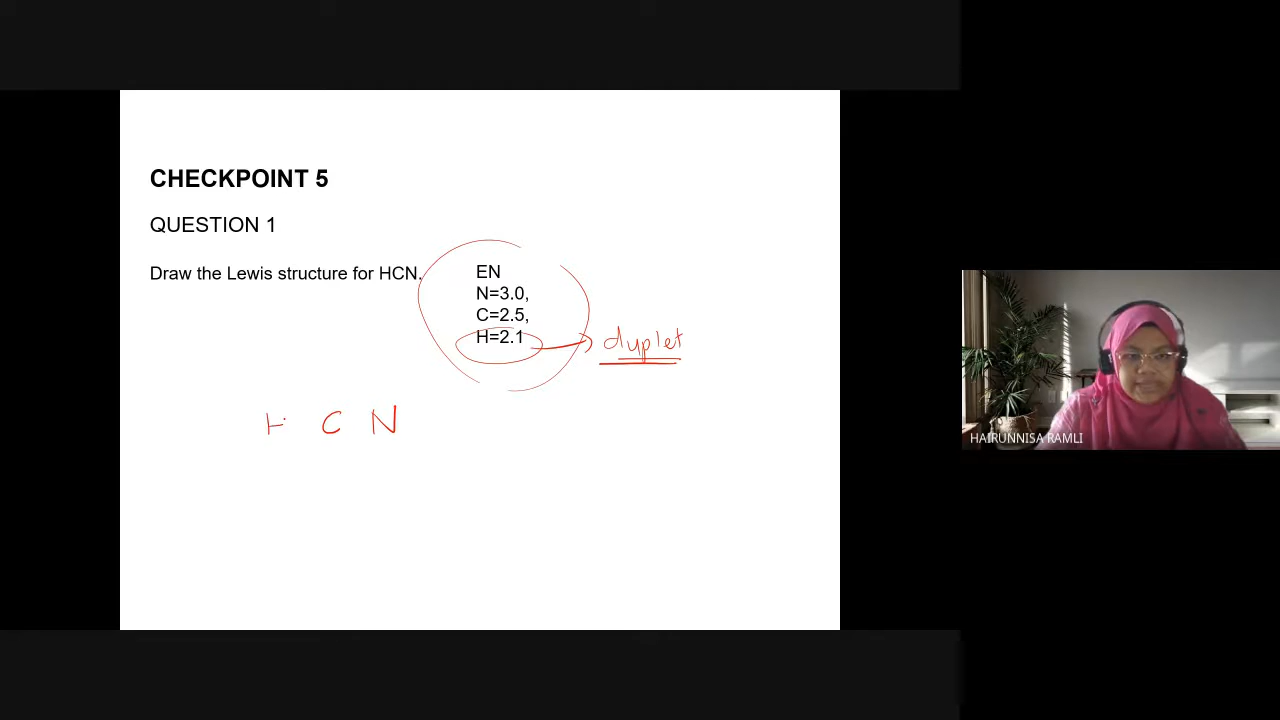 CHECKPOINT 5
QUESTION 1
Draw the Lewis structure for HCN.
EN
N=3.0,
C=2.5,
H=2.1
duplet
H C N
HAIRUNNISA RAMLI